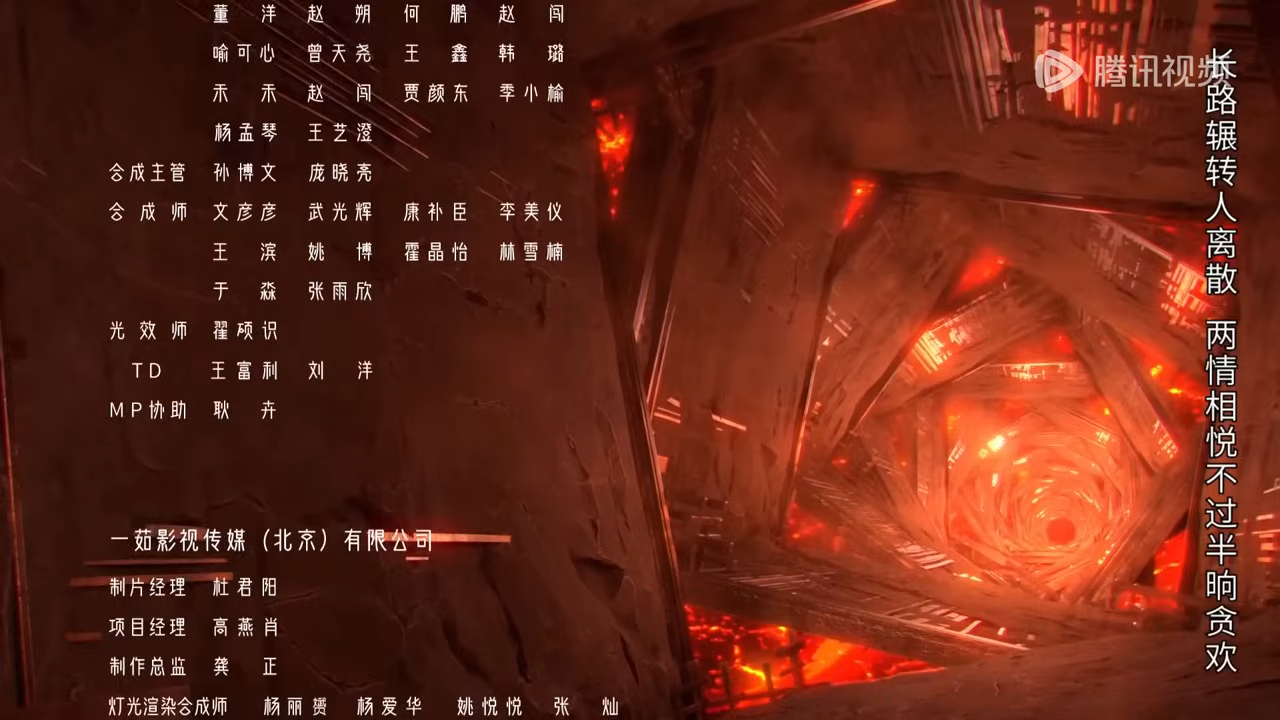 董洋 赵朔 何鹏 赵闯
喻可心 曾天尧 王鑫 韩璐
禾禾 赵闯 贾颜东 季小榆
杨孟琴 王艺澄
合成主管 孙博文 庞晓亮
合成师 文彦彦 武光辉 康补臣 李美仪
王滨 姚博 霍晶怡 林雪楠
于淼 张雨欣
光效师 翟硕识
TD 王富利 刘洋
MP协助 耿卉
一茹影视传媒（北京）有限公司
制片经理 杜君阳
项目经理 高燕肖
制作总监 龚正
灯光渲染合成师 杨丽赟 杨爱华 姚悦悦 张灿
腾讯视频
长路辗转人离散 两情相悦不过半晌贪欢